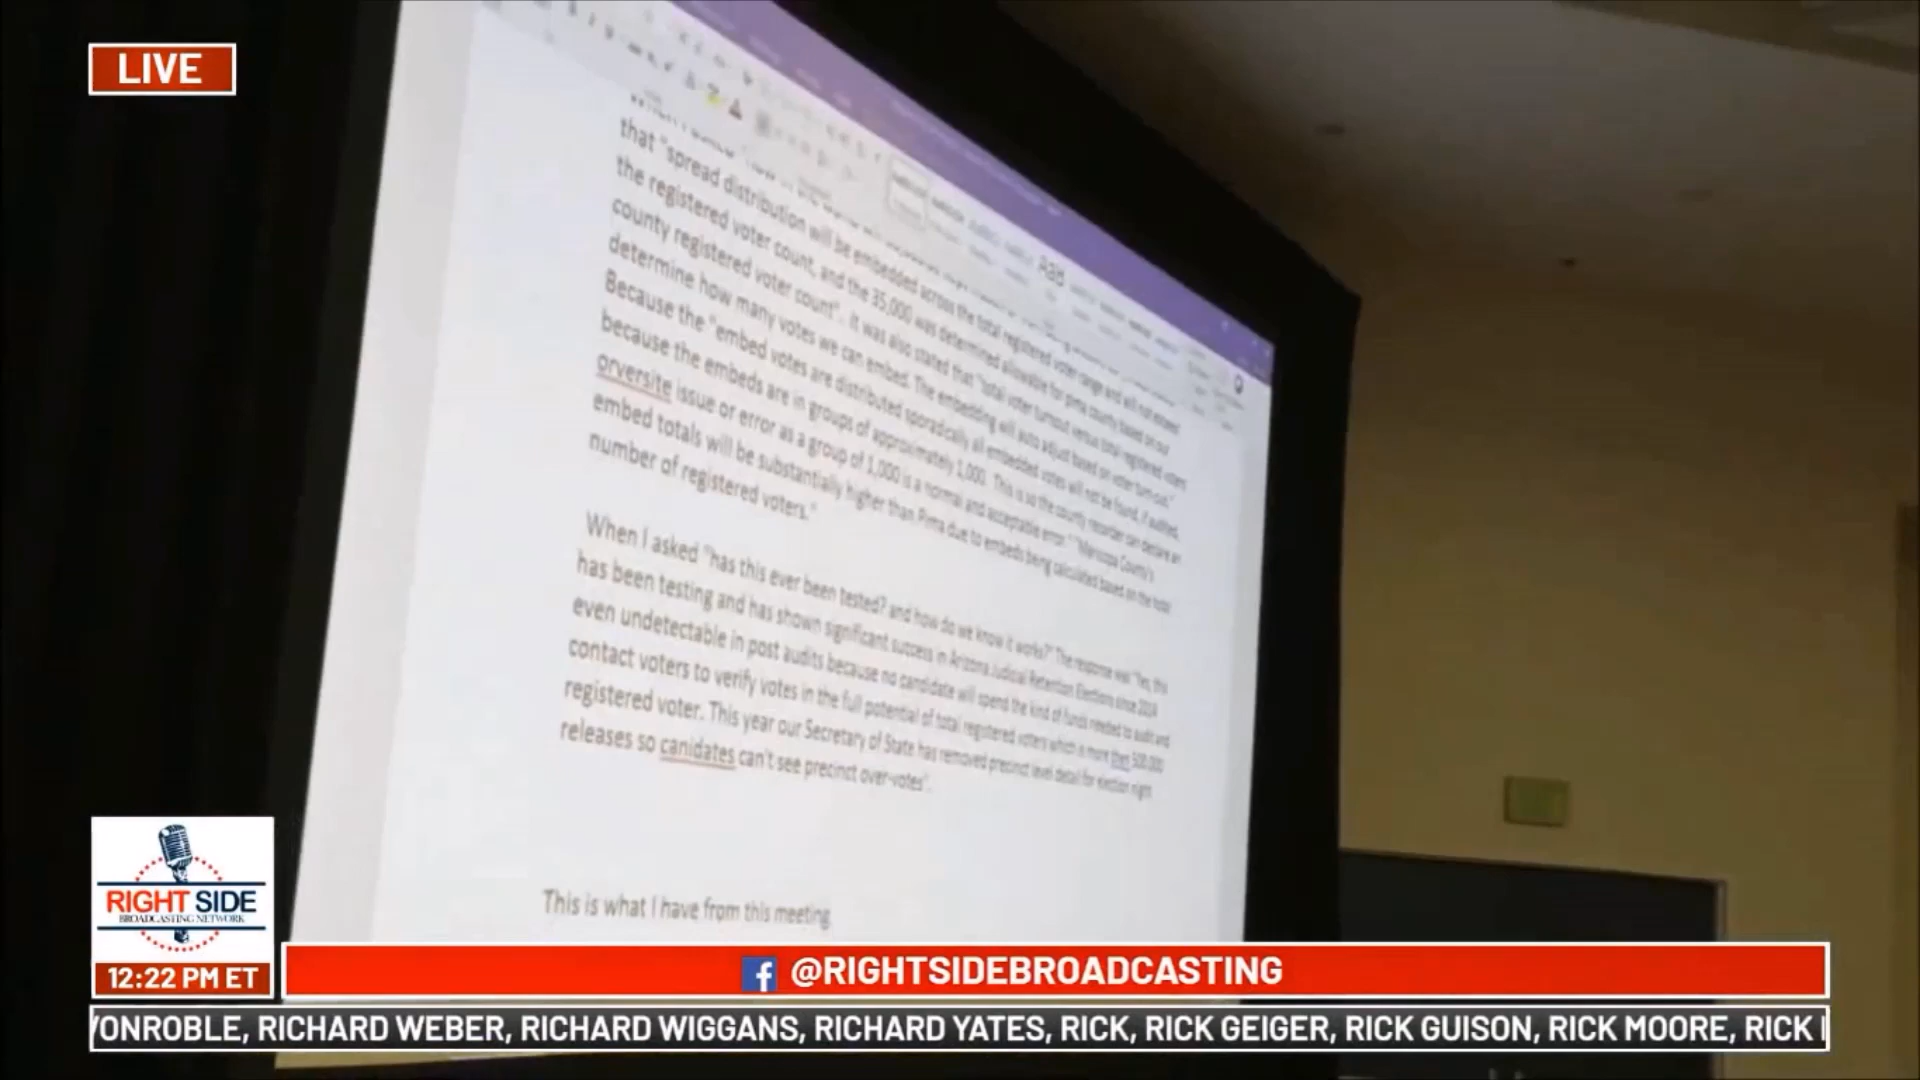 LIVE
AaB
that "spread distribution will be embedded across the total registered voter range and will not exceed
the registered voter count, and the 35,000 was determined allowable for pima county based on our
county registered voter count". It was also stated that "total voter turnout versus total registered voters
determine how many votes we can embed. The embedding will auto adjust based on voter turn-out."
Because the "embed votes are distributed sporadically all embedded votes will not be found, if audited,
because the embeds are in groups of approximately 1,000. This is so the county recorder can declare an
orversite issue or error as a group of 1,000 is a normal and acceptable error." "Maricopa County's
embed totals will be substantially higher than Pima due to embeds being calculated based on the total
number of registered voters."
When I asked "has this ever been tested? and how do we know it works?" The response was "Yes, this
has been testing and has shown significant success in Arizona Judicial Retention Elections since 2014
even undetectable in post audits because no candidate will spend the kind of funds needed to audit and
contact voters to verify votes in the full potential of total registered voters which is more then 500,000
registered voter. This year our Secretary of State has removed precinct level detail for election night
releases so canidates can't see precinct over-votes".
This is what I have from this meeting
RIGHT SIDE
BROADCASTING NETWORK
12:22 PM ET
f @RIGHTSIDEBROADCASTING
VONROBLE, RICHARD WEBER, RICHARD WIGGANS, RICHARD YATES, RICK, RICK GEIGER, RICK GUISON, RICK MOORE, RICK